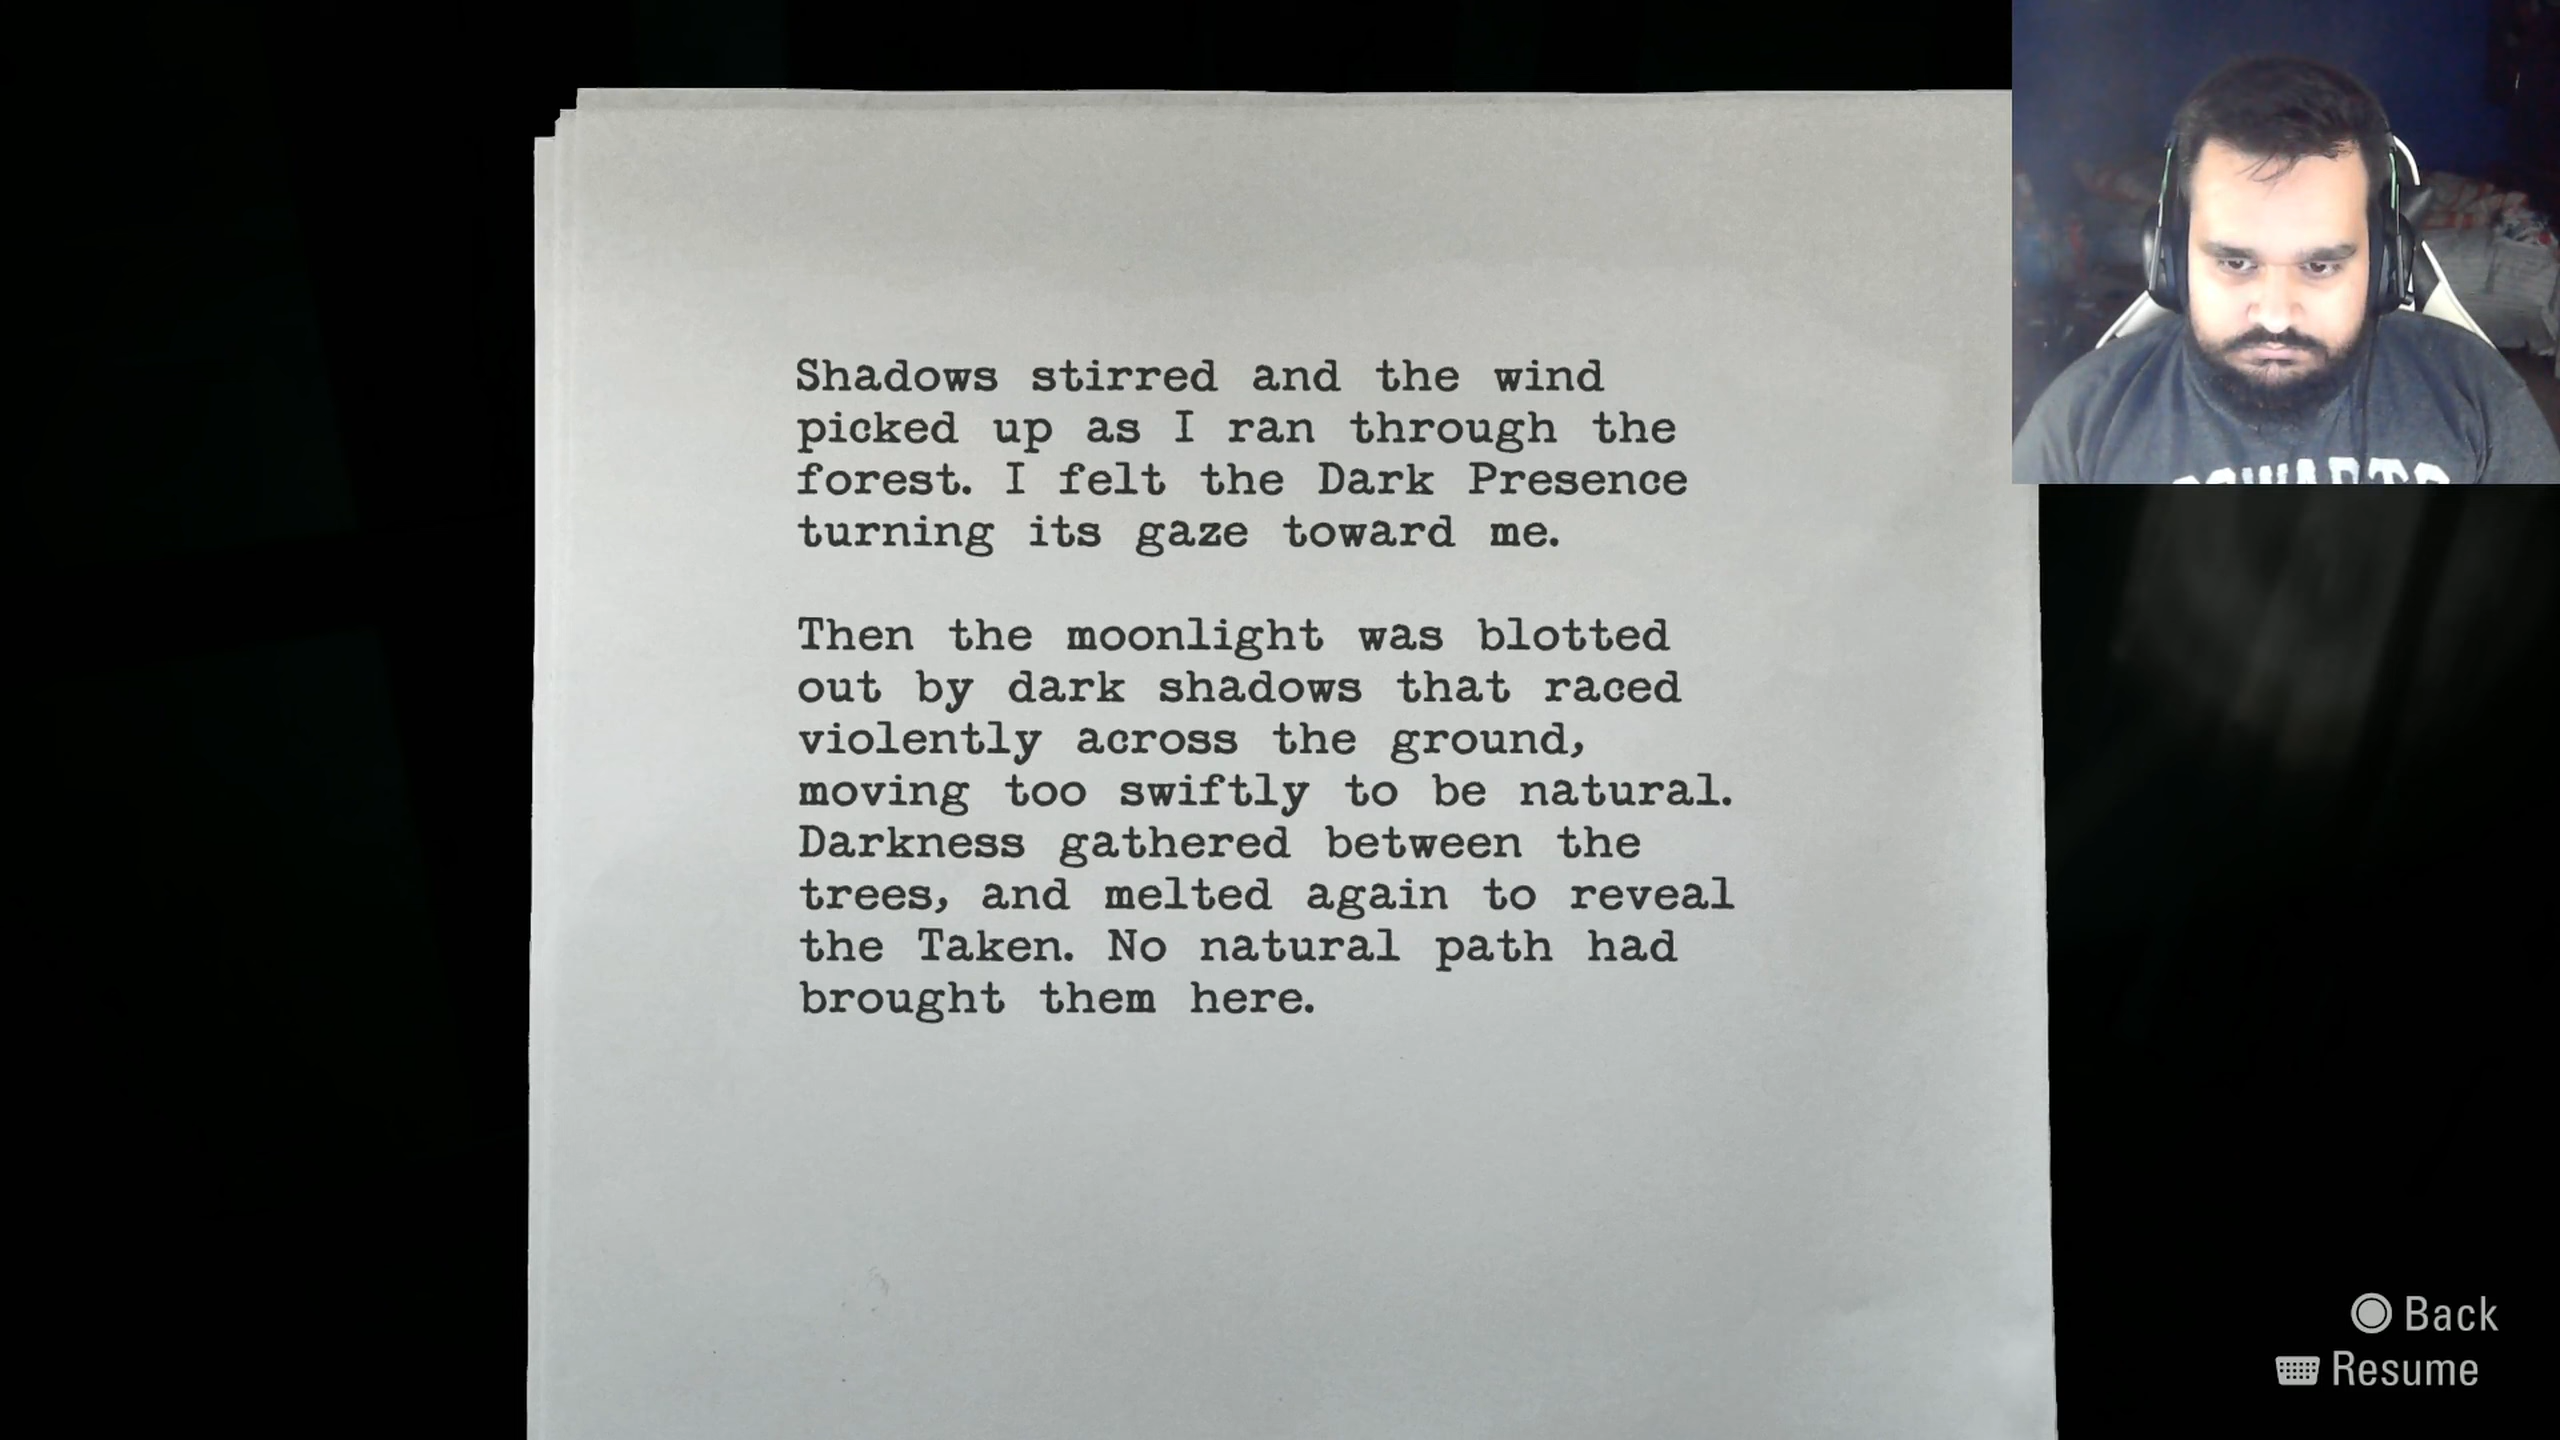 Shadows stirred and the wind
picked up as I ran through the
forest. I felt the Dark Presence
turning its gaze toward me.
Then the moonlight was blotted
out by dark shadows that raced
violently across the ground,
moving too swiftly to be natural.
Darkness gathered between the
trees, and melted again to reveal
the Taken. No natural path had
brought them here.
Back
Resume